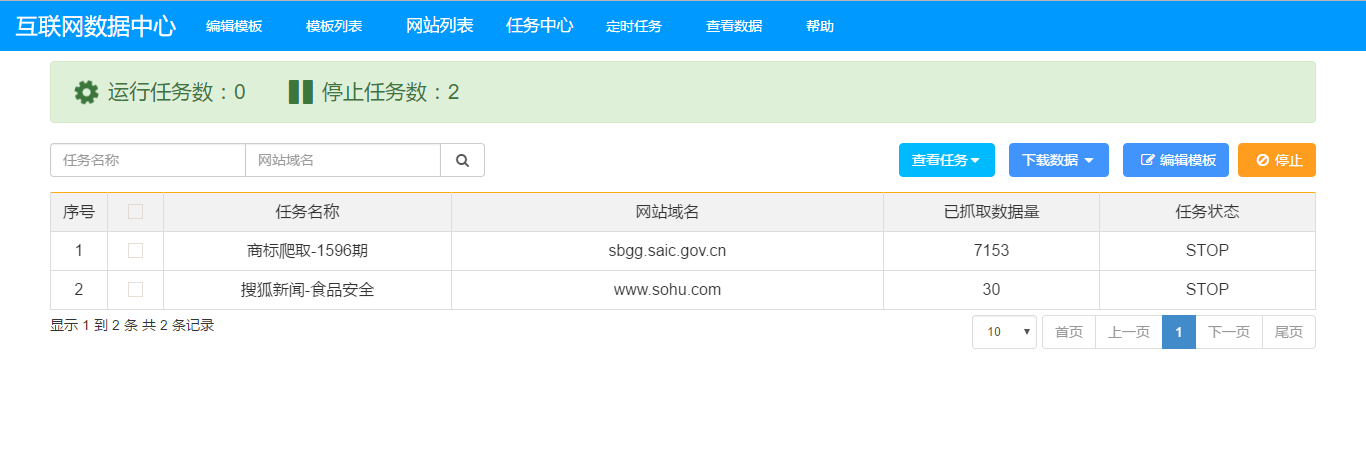 互联网数据中心 编辑模板 模板列表 网站列表 任务中心 定时任务 查看数据 帮助
运行任务数：0 停止任务数：2
任务名称 网站域名 查看任务 下载数据 编辑模板 停止
序号 任务名称 网站域名 已抓取数据量 任务状态
1 商标爬取-1596期 sbgg.saic.gov.cn 7153 STOP
2 搜狐新闻-食品安全 www.sohu.com 30 STOP
显示 1 到 2 条 共 2 条记录 10 首页 上一页 1 下一页 尾页